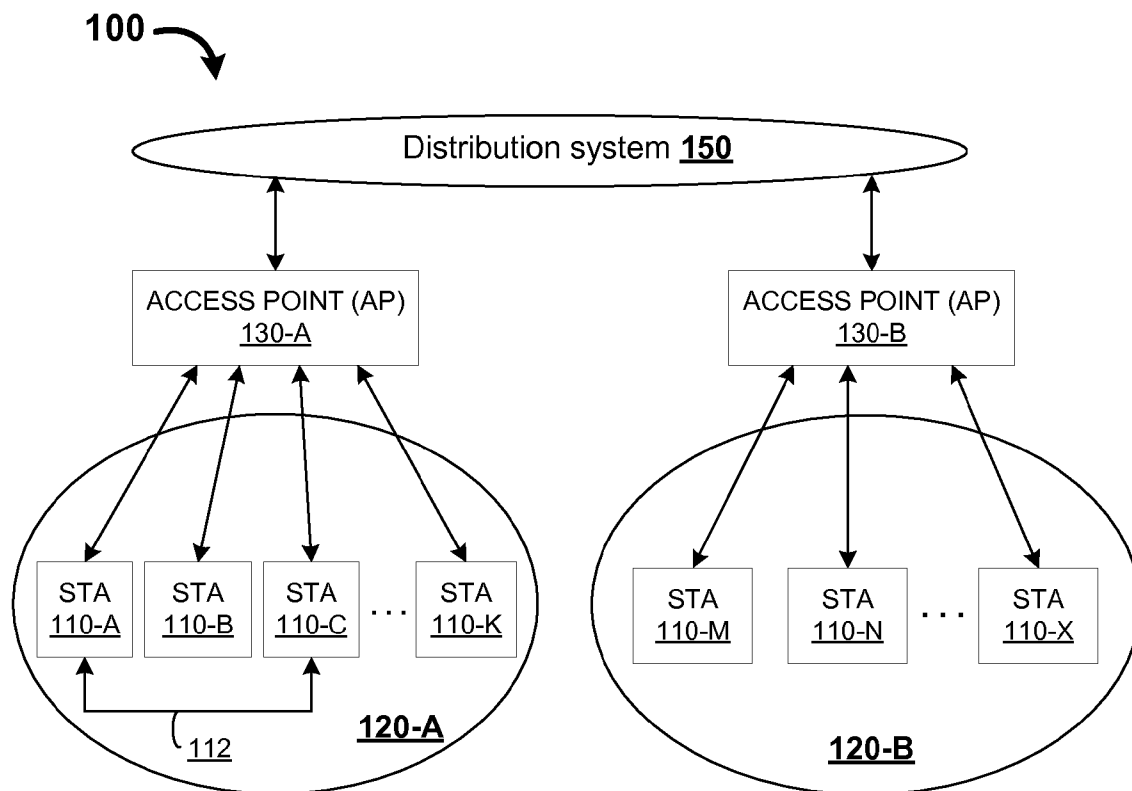 100
Distribution system 150
ACCESS POINT (AP)
130-A
ACCESS POINT (AP)
130-B
STA
110-A
STA
110-B
STA
110-C
...
STA
110-K
STA
110-M
STA
110-N
...
STA
110-X
112
120-A
120-B